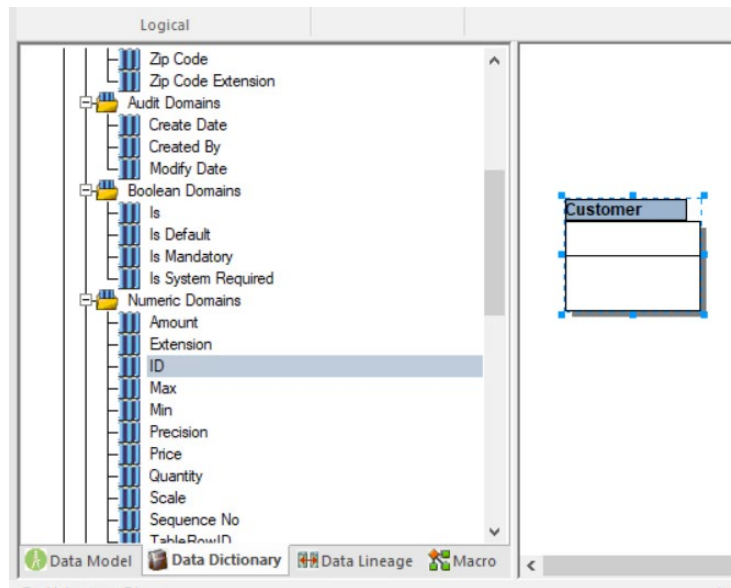 Logical
Zip Code
Zip Code Extension
Audit Domains
Create Date
Created By
Modify Date
Boolean Domains
Is
Is Default
Is Mandatory
Is System Required
Numeric Domains
Amount
Extension
ID
Max
Min
Precision
Price
Quantity
Scale
Sequence No
TableRowID
Data Model Data Dictionary Data Lineage Macro
Customer